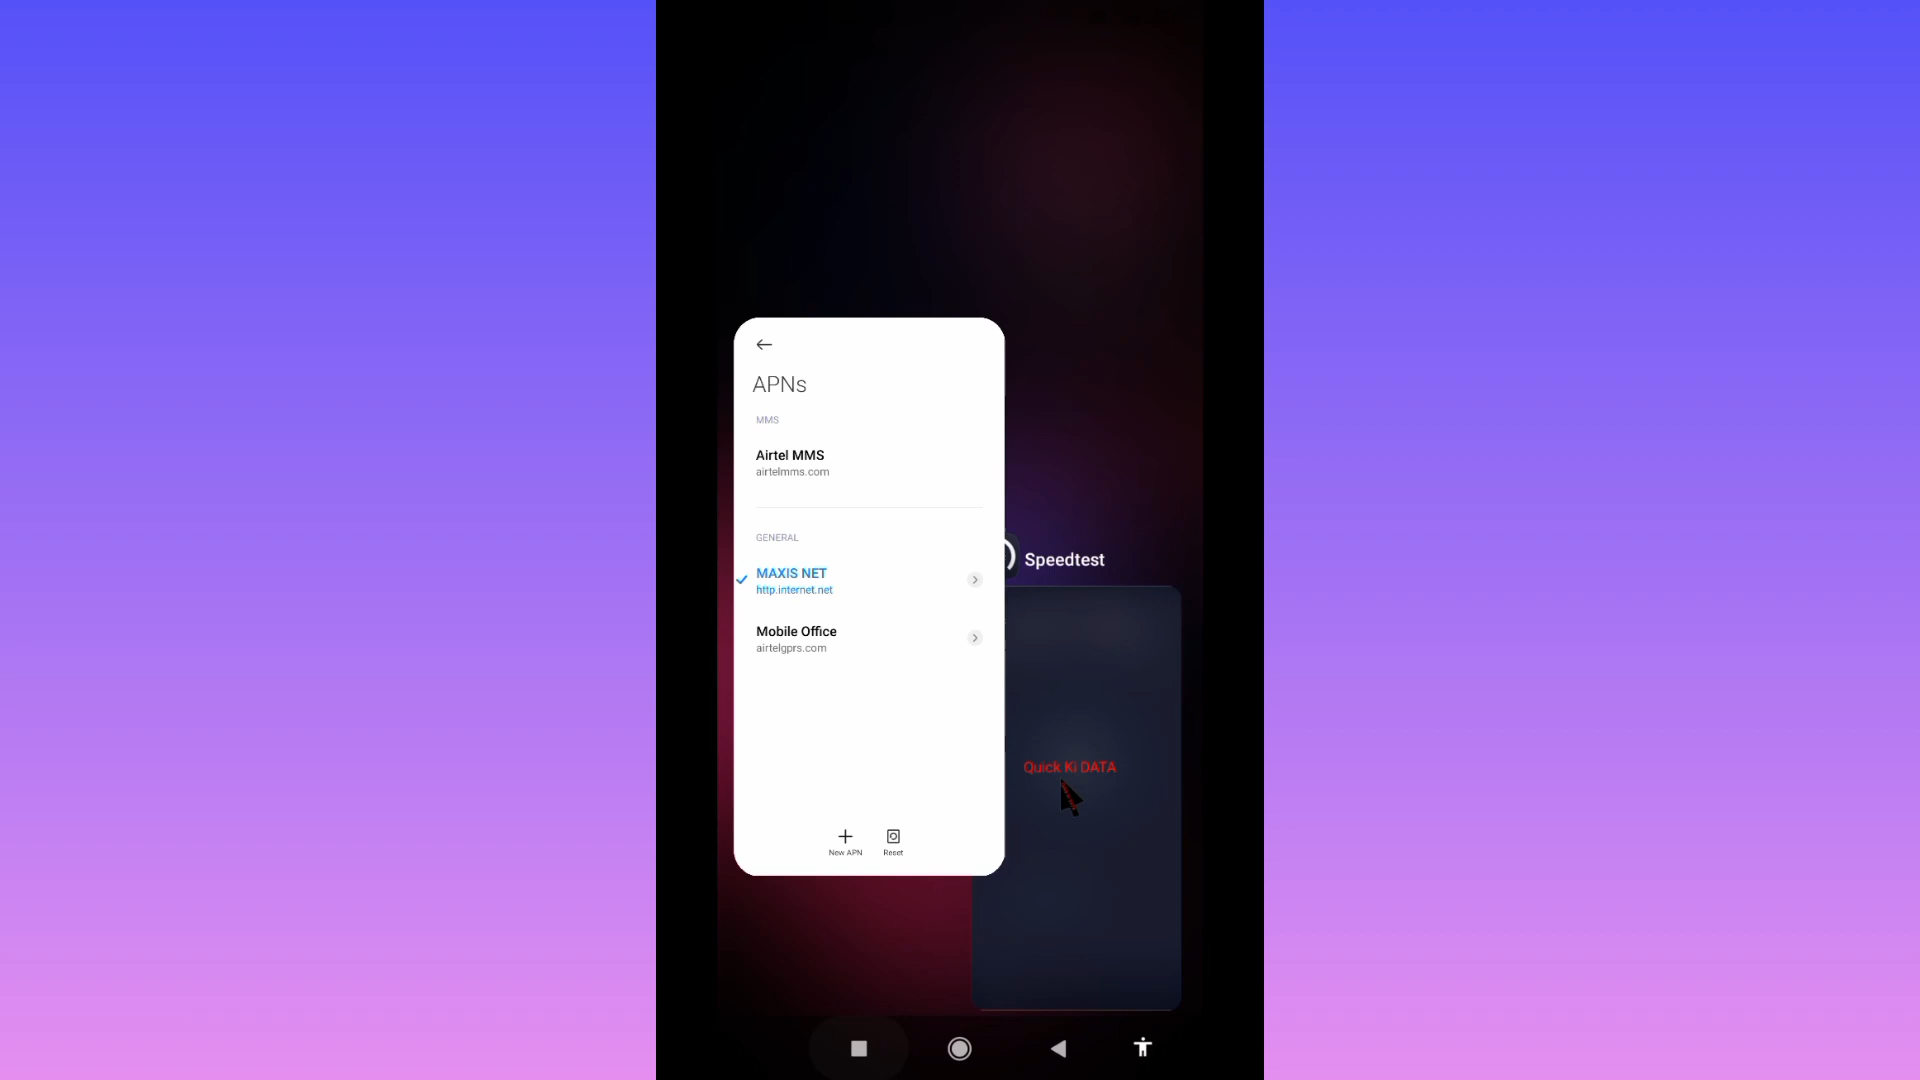 APNs
MMS
Airtel MMS
airtelmms.com
GENERAL
MAXIS NET
http.internet.net
Mobile Office
airtelgprs.com
New APN
Reset
Speedtest
Quick Ki DATA